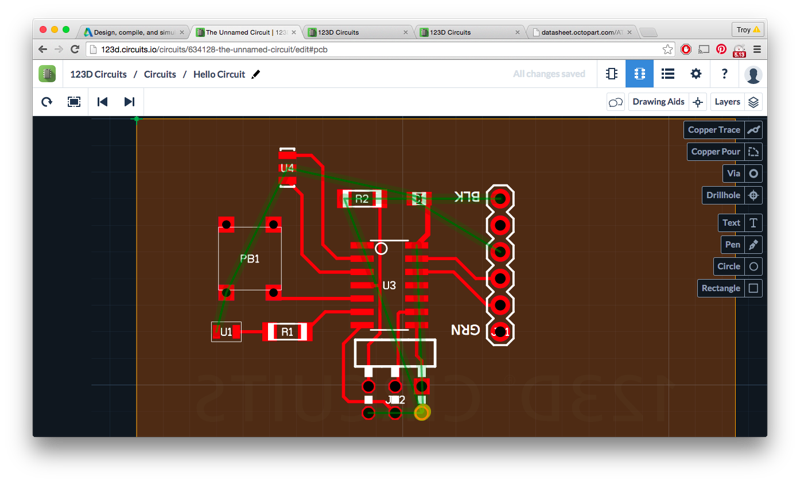 Design, compile, and simu
The Unnamed Circuit | 123
123D Circuits
123D Circuits
datasheet.octopart.com/AT
Troy
123d.circuits.io/circuits/634128-the-unnamed-circuit/edit#pcb
123D Circuits / Circuits / Hello Circuit
All changes saved
?
Drawing Aids
Layers
Copper Trace
Copper Pour
Via
Drillhole
Text
Pen
Circle
Rectangle
U4
R2
BLK
PB1
U3
U1
R1
GRN
123D CIRCUITS